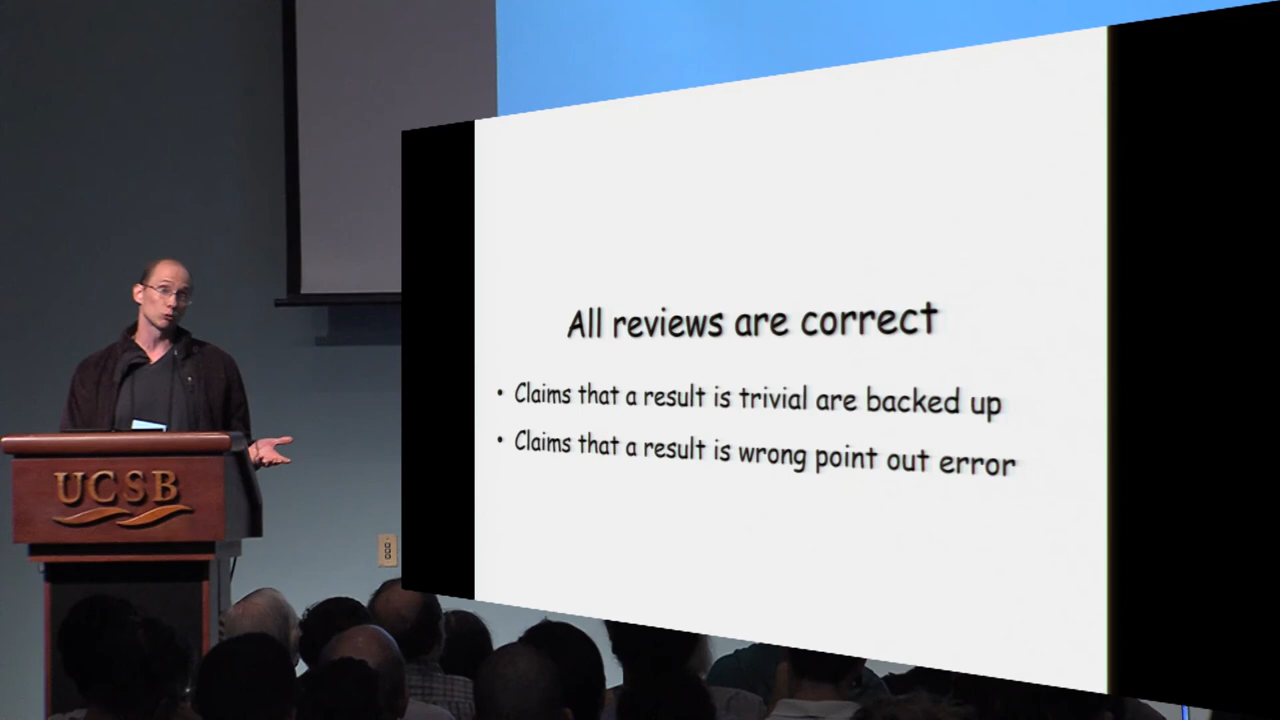 All reviews are correct
• Claims that a result is trivial are backed up
• Claims that a result is wrong point out error
UCSB